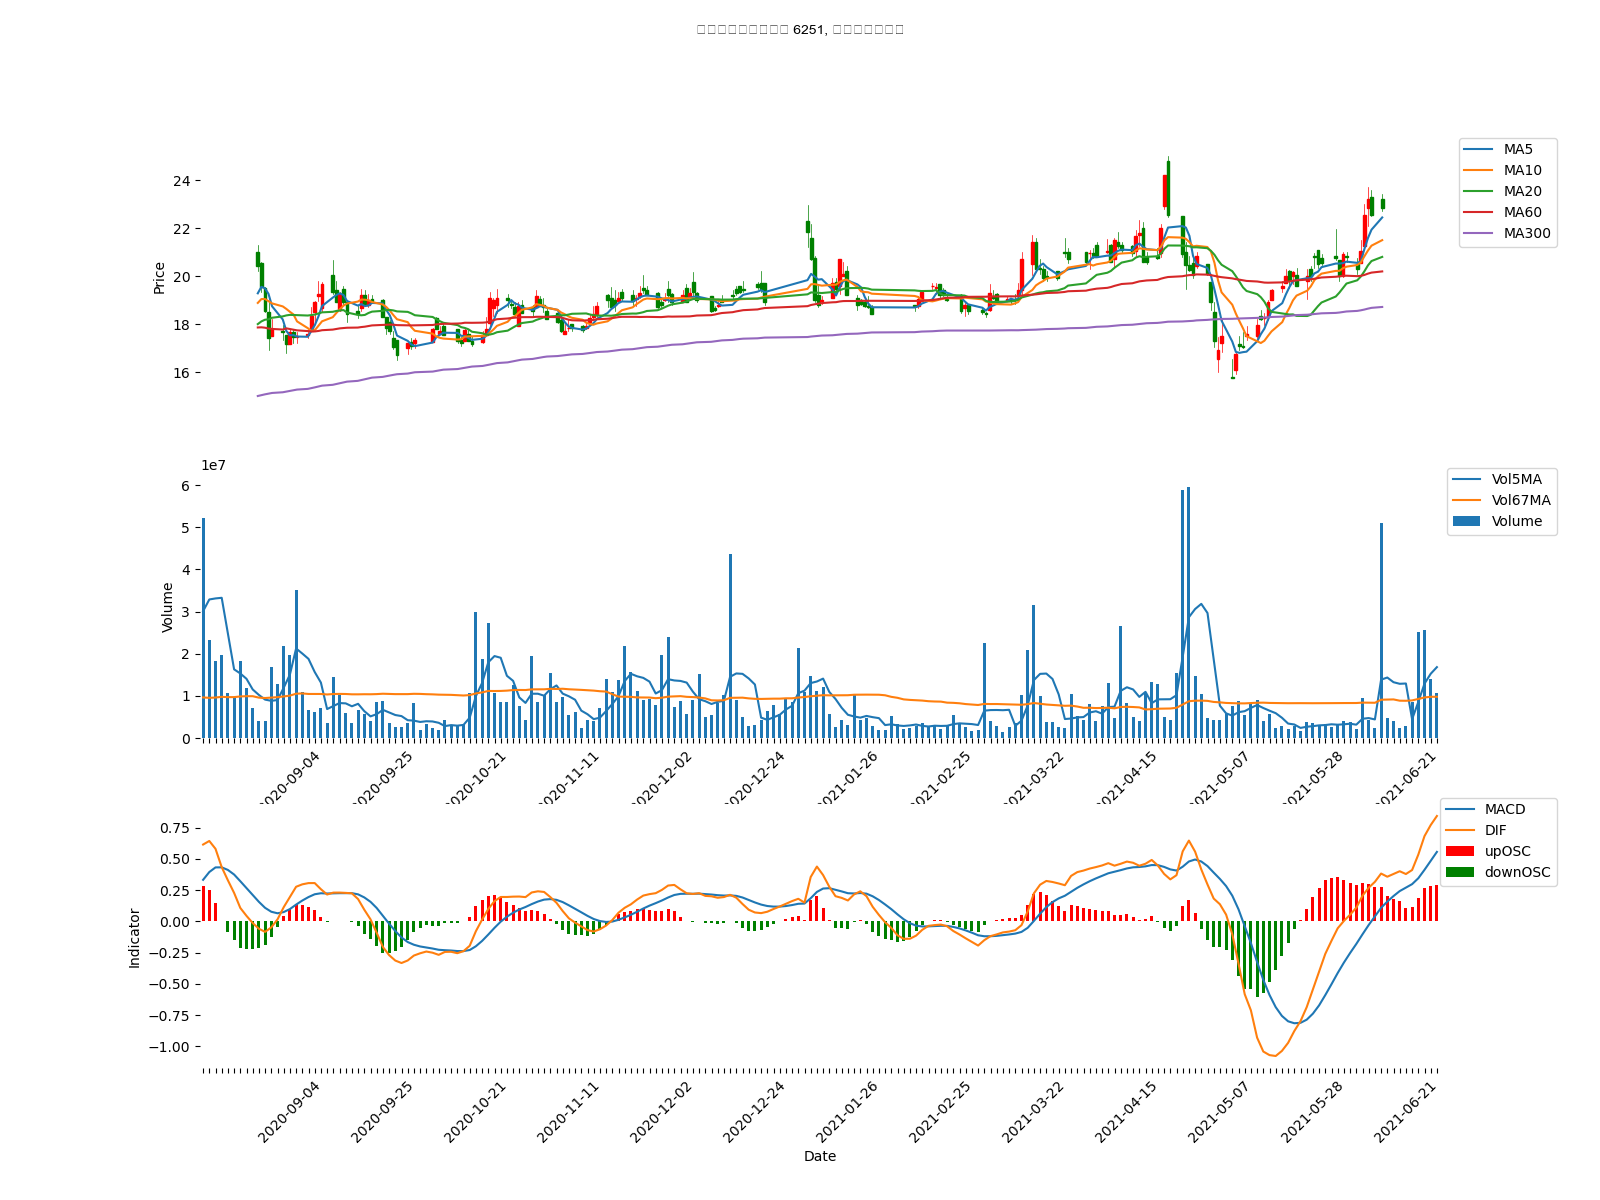 6251,
MA5
MA10
MA20
MA60
MA300
Price
24
22
20
18
16
1e7
Vol5MA
Vol67MA
Volume
Volume
6
5
4
3
2
1
0
2020-09-04 2020-09-25 2020-10-21 2020-11-11 2020-12-02 2020-12-24 2021-01-26 2021-02-25 2021-03-22 2021-04-15 2021-05-07 2021-05-28 2021-06-21
MACD
DIF
upOSC
downOSC
Indicator
0.75
0.50
0.25
0.00
−0.25
−0.50
−0.75
−1.00
2020-09-04 2020-09-25 2020-10-21 2020-11-11 2020-12-02 2020-12-24 2021-01-26 2021-02-25 2021-03-22 2021-04-15 2021-05-07 2021-05-28 2021-06-21
Date